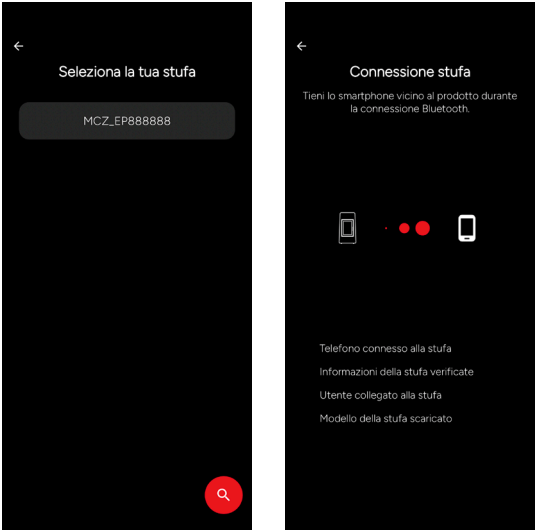 Seleziona la tua stufa
MCZ_EP888888
Connessione stufa
Tieni lo smartphone vicino al prodotto durante
la connessione Bluetooth.
Telefono connesso alla stufa
Informazioni della stufa verificate
Utente collegato alla stufa
Modello della stufa scaricato